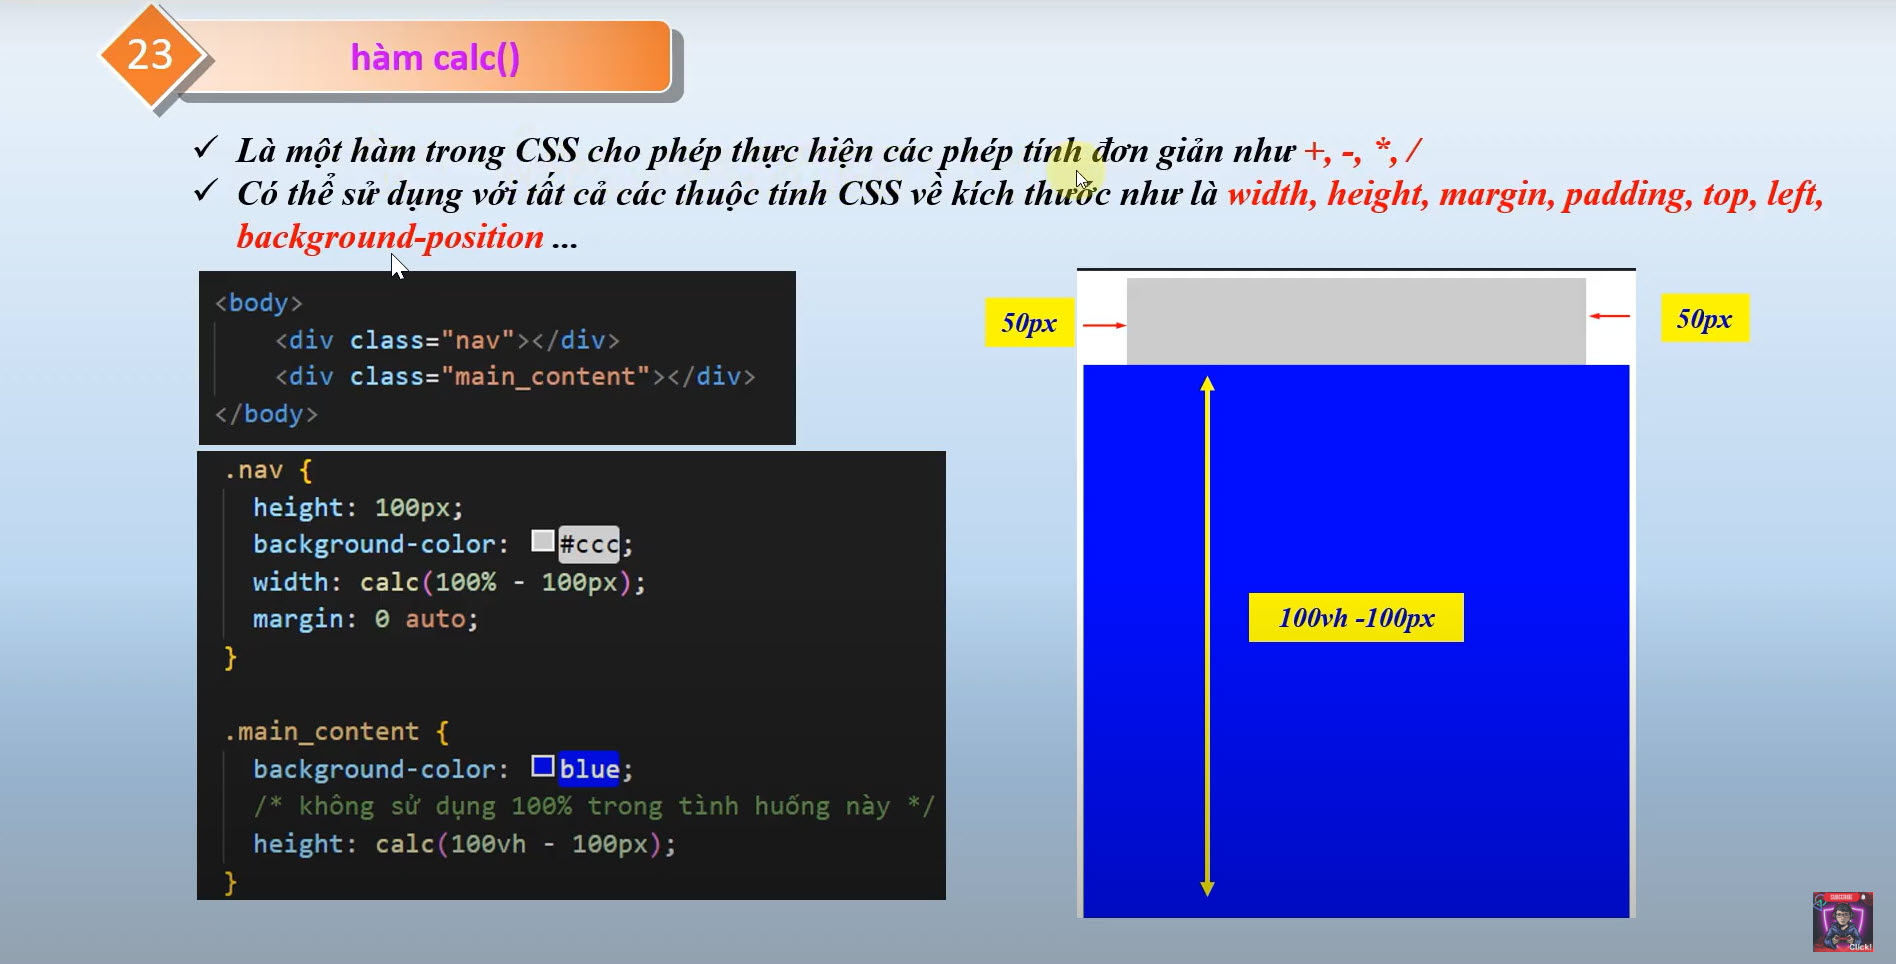 23
hàm calc()
Là một hàm trong CSS cho phép thực hiện các phép tính đơn giản như +, -, *, /
Có thể sử dụng với tất cả các thuộc tính CSS về kích thước như là width, height, margin, padding, top, left,
background-position ...
<body>
<div class="nav"></div>
<div class="main_content"></div>
</body>
.nav {
height: 100px;
background-color: #ccc;
width: calc(100% - 100px);
margin: 0 auto;
}
.main_content {
background-color: blue;
/* không sử dụng 100% trong tình huống này */
height: calc(100vh - 100px);
}
50px
50px
100vh -100px
SUBSCRIBE
Click!